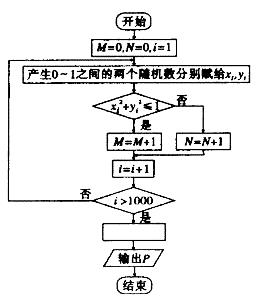 开始
M=0,N=0,i=1
产生0~1之间的两个随机数分别赋给xᵢ,yᵢ
xᵢ²+yᵢ²≤1
否
是
M=M+1
N=N+1
i=i+1
否
i>1000
是
输出P
结束